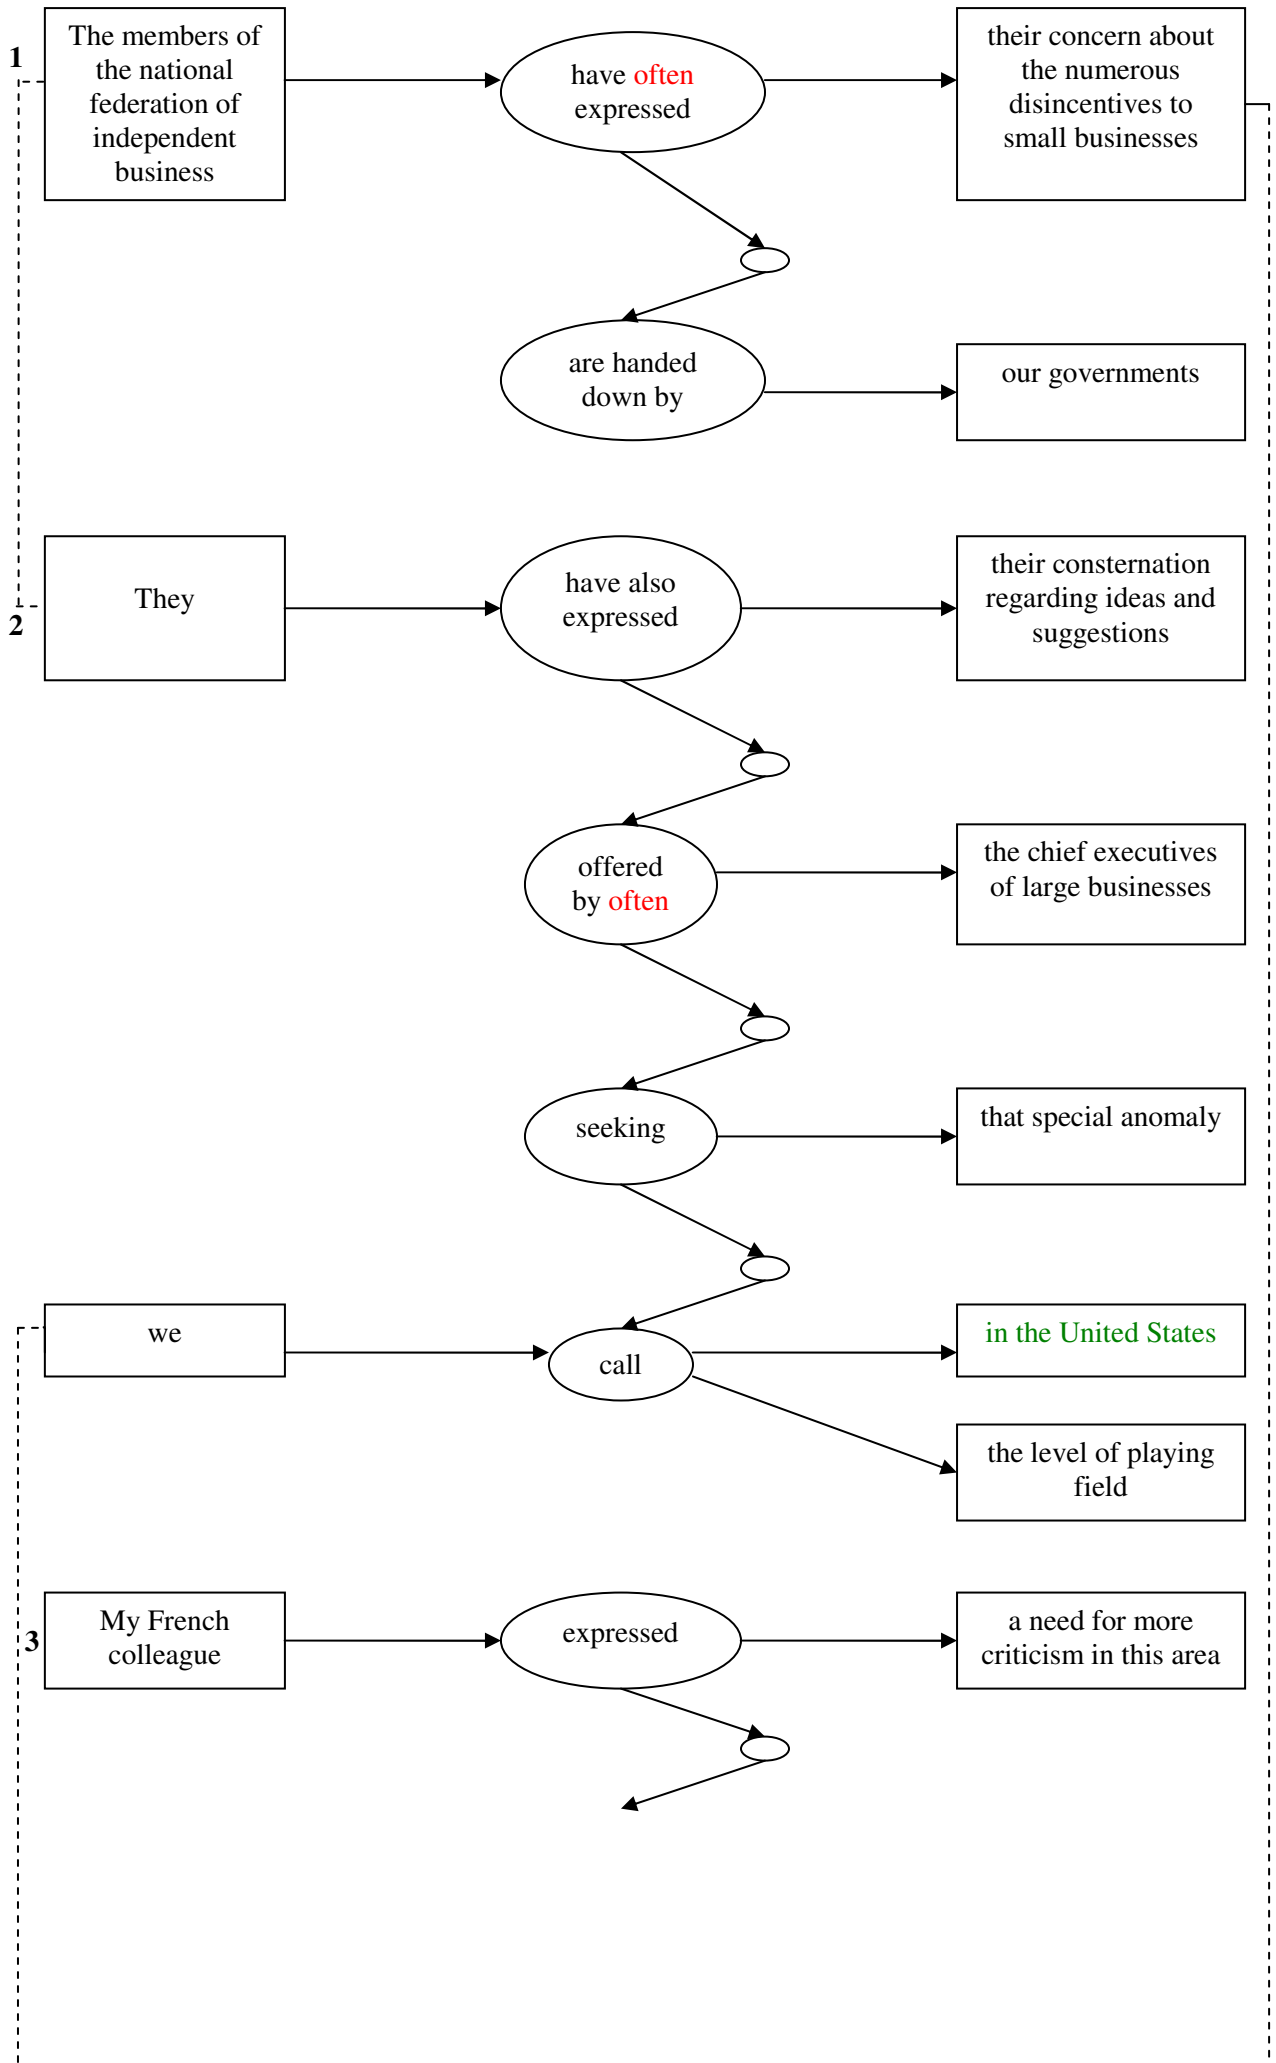 1
The members of
the national
federation of
independent
business
have often
expressed
their concern about
the numerous
disincentives to
small businesses
are handed
down by
our governments
2
They
have also
expressed
their consternation
regarding ideas and
suggestions
offered
by often
the chief executives
of large businesses
seeking
that special anomaly
we
call
in the United States
the level of playing
field
3
My French
colleague
expressed
a need for more
criticism in this area